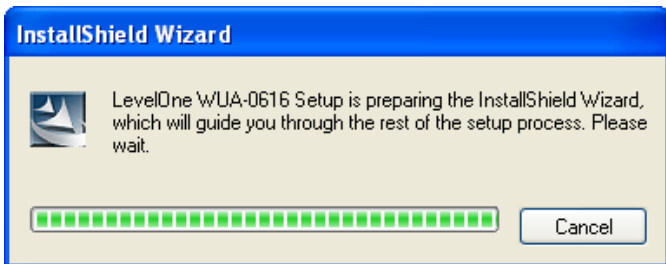 InstallShield Wizard
LevelOne WUA-0616 Setup is preparing the InstallShield Wizard,
which will guide you through the rest of the setup process. Please
wait.
Cancel